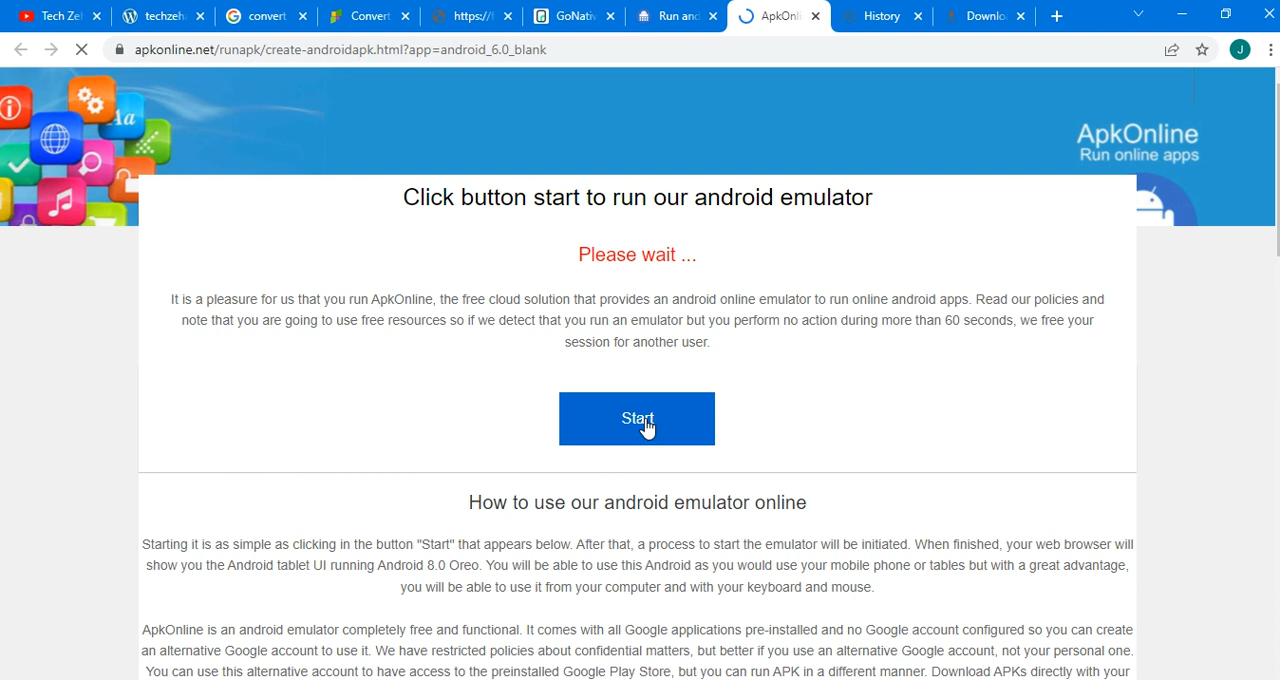 Tech Ze
techzeh
convert
Convert
https://
GoNativ
Run and
ApkOnli
History
Downlo
apkonline.net/runapk/create-androidapk.html?app=android_6.0_blank
J
Aa
ApkOnline
Run online apps
Click button start to run our android emulator
Please wait ...
It is a pleasure for us that you run ApkOnline, the free cloud solution that provides an android online emulator to run online android apps. Read our policies and
note that you are going to use free resources so if we detect that you run an emulator but you perform no action during more than 60 seconds, we free your
session for another user.
Start
How to use our android emulator online
Starting it is as simple as clicking in the button "Start" that appears below. After that, a process to start the emulator will be initiated. When finished, your web browser will
show you the Android tablet UI running Android 8.0 Oreo. You will be able to use this Android as you would use your mobile phone or tables but with a great advantage,
you will be able to use it from your computer and with your keyboard and mouse.
ApkOnline is an android emulator completely free and functional. It comes with all Google applications pre-installed and no Google account configured so you can create
an alternative Google account to use it. We have restricted policies about confidential matters, but better if you use an alternative Google account, not your personal one.
You can use this alternative account to have access to the preinstalled Google Play Store, but you can run APK in a different manner. Download APKs directly with your